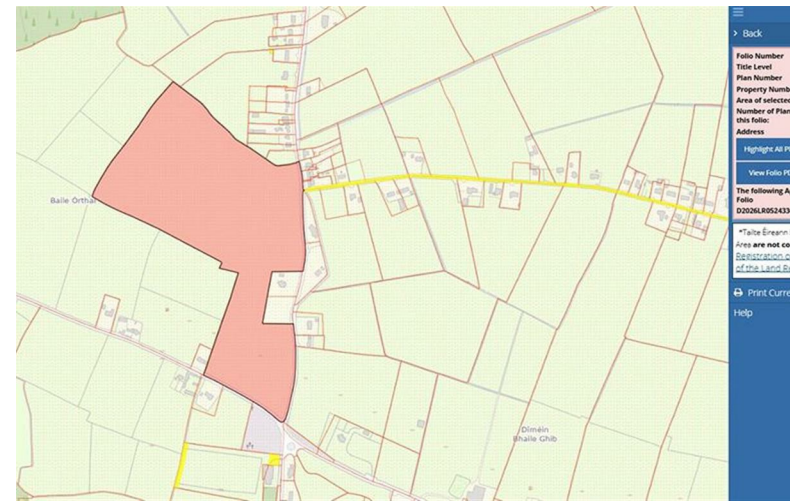 Back
Folio Number
Title Level
Plan Number
Property Numb
Area of selected
Number of Plan
this folio:
Address
Highlight All Pl
View Folio PD
The following A
Folio
D2026LR052433
*Tailte Éireann
Area are not co
Registration o
of the Land Re
Print Curre
Help
Baile Orthaí
Diméin
Bhaile Ghib